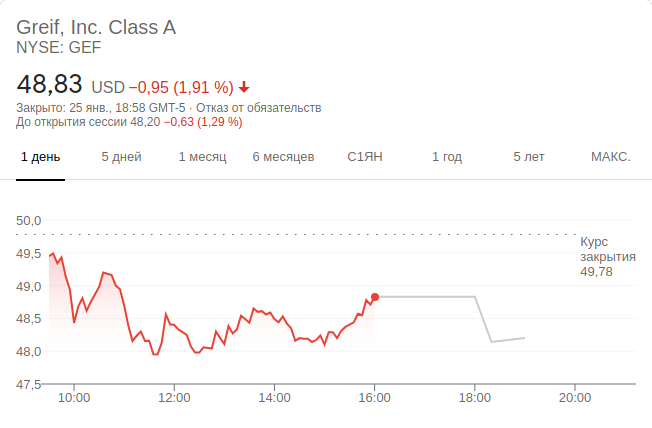 Greif, Inc. Class A
NYSE: GEF
48,83 USD −0,95 (1,91 %)
Закрыто: 25 янв., 18:58 GMT-5 · Отказ от обязательств
До открытия сессии 48,20 −0,63 (1,29 %)
1 день 5 дней 1 месяц 6 месяцев С1ЯН 1 год 5 лет МАКС.
50,0
Курс
закрытия
49,78
49,5
49,0
48,5
48,0
47,5
10:00 12:00 14:00 16:00 18:00 20:00